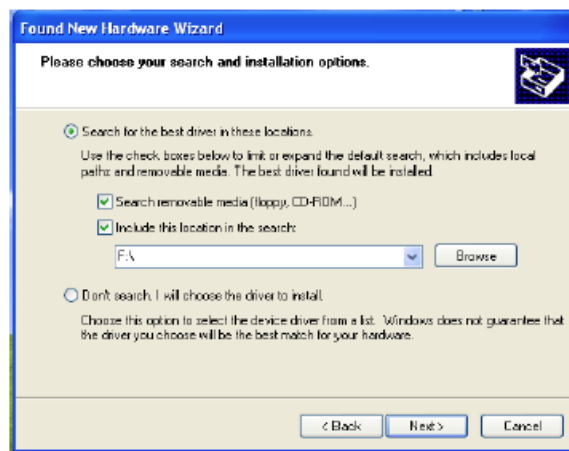 Found New Hardware Wizard
Please choose your search and installation options.
Search for the best driver in these locations.
Use the check boxes below to limit or expand the default search, which includes local
paths and removable media. The best driver found will be installed.
Search removable media (floppy, CD-ROM...)
Include this location in the search:
F:\
Browse
Don't search. I will choose the driver to install.
Choose this option to select the device driver from a list. Windows does not guarantee that
the driver you choose will be the best match for your hardware.
< Back
Next >
Cancel